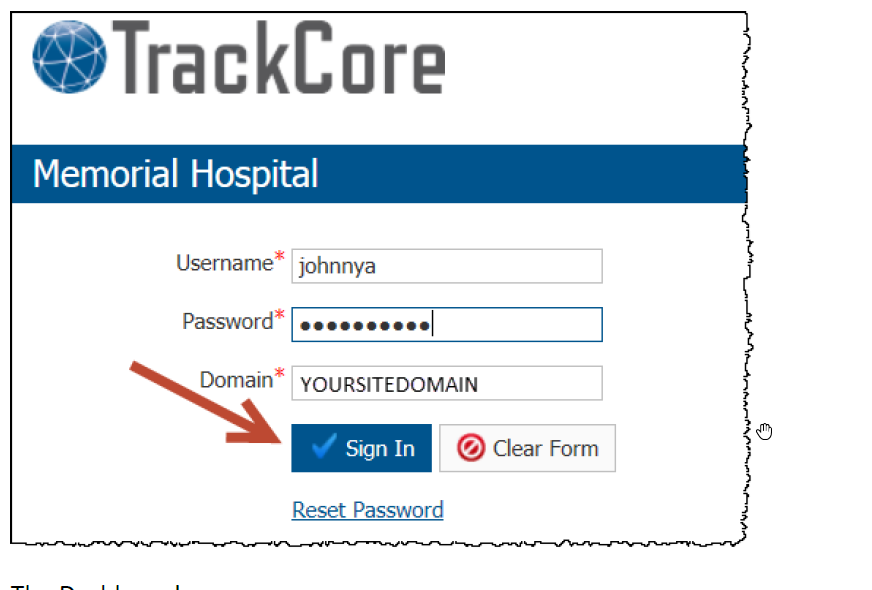 TrackCore
Memorial Hospital
Username* johnnya
Password* ●●●●●●●●●●
Domain* YOURSITEDOMAIN
Sign In Clear Form
Reset Password